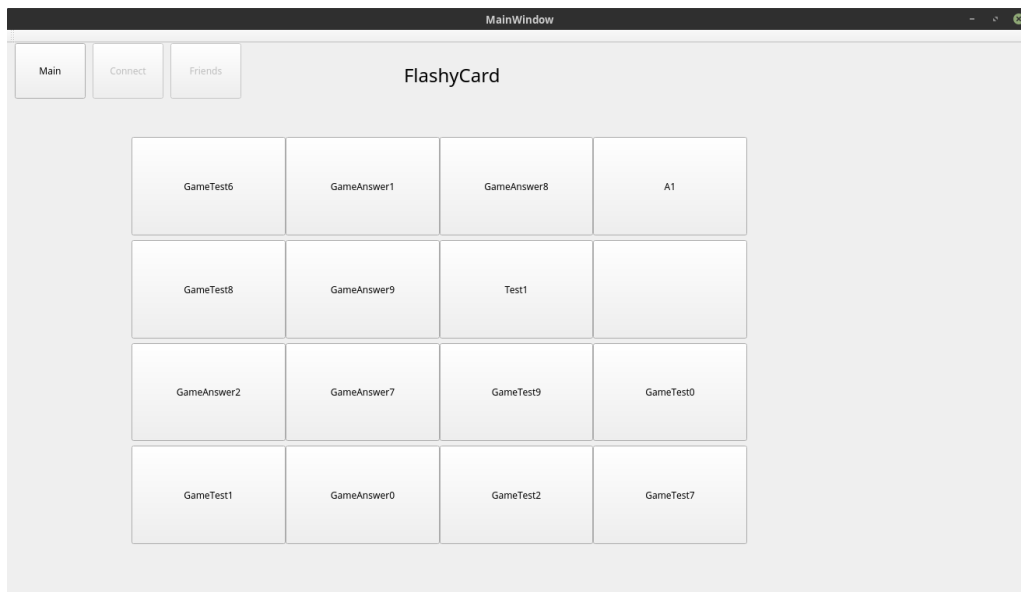 MainWindow
Main Connect Friends
FlashyCard
GameTest6 GameAnswer1 GameAnswer8 A1
GameTest8 GameAnswer9 Test1
GameAnswer2 GameAnswer7 GameTest9 GameTest0
GameTest1 GameAnswer0 GameTest2 GameTest7